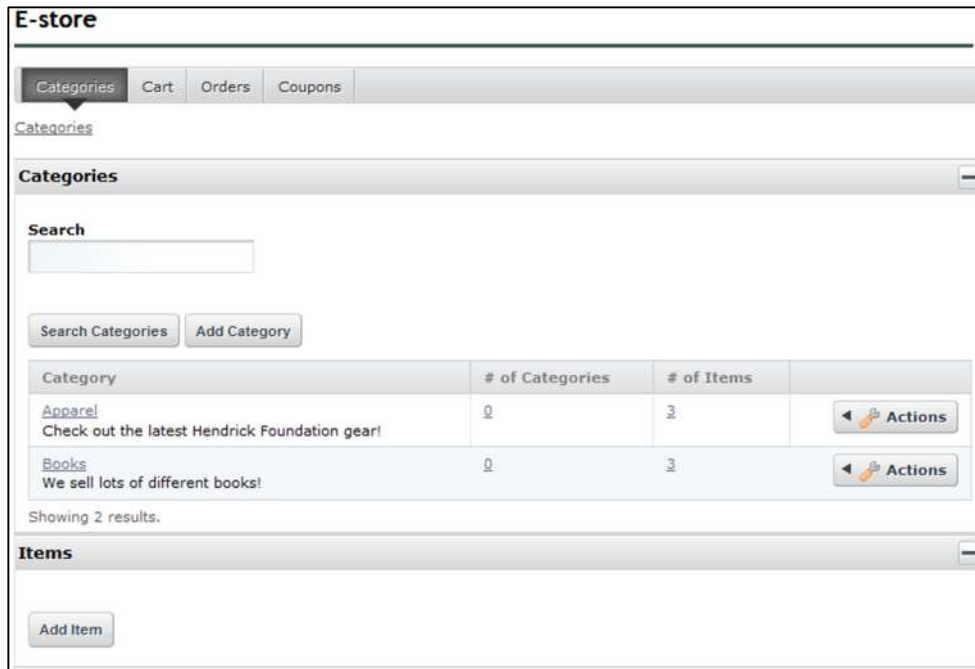 E-store
Categories Cart Orders Coupons
Categories
Categories
Search
Search Categories Add Category
Category # of Categories # of Items
Apparel 0 3 Actions
Check out the latest Hendrick Foundation gear!
Books 0 3 Actions
We sell lots of different books!
Showing 2 results.
Items
Add Item